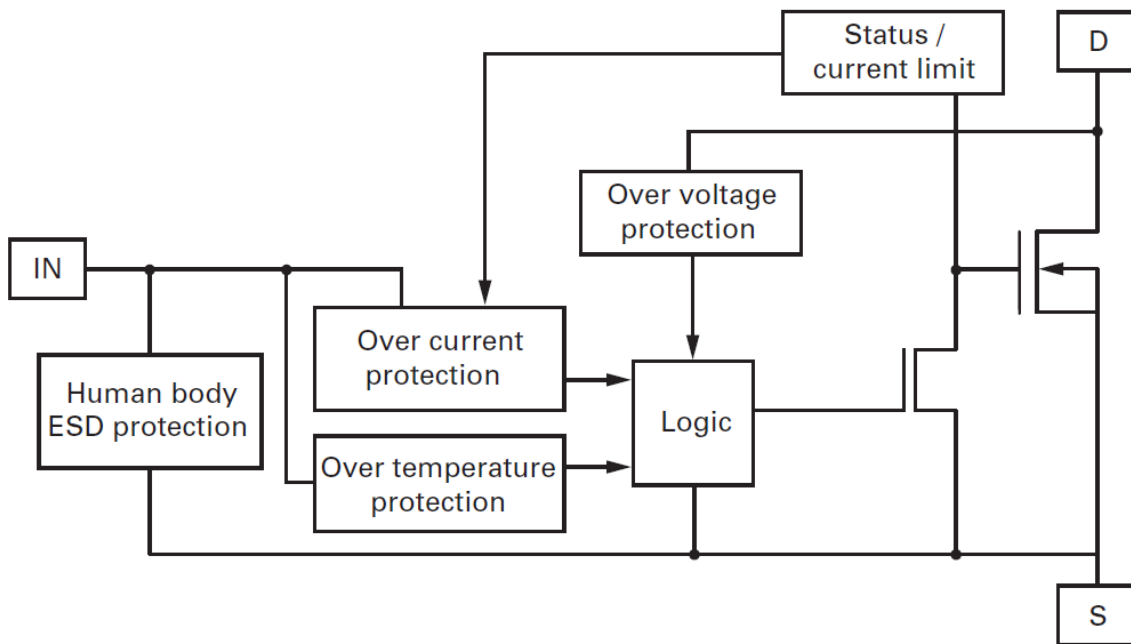 Status /
current limit
D
Over voltage
protection
IN
Over current
protection
Human body
ESD protection
Logic
Over temperature
protection
S